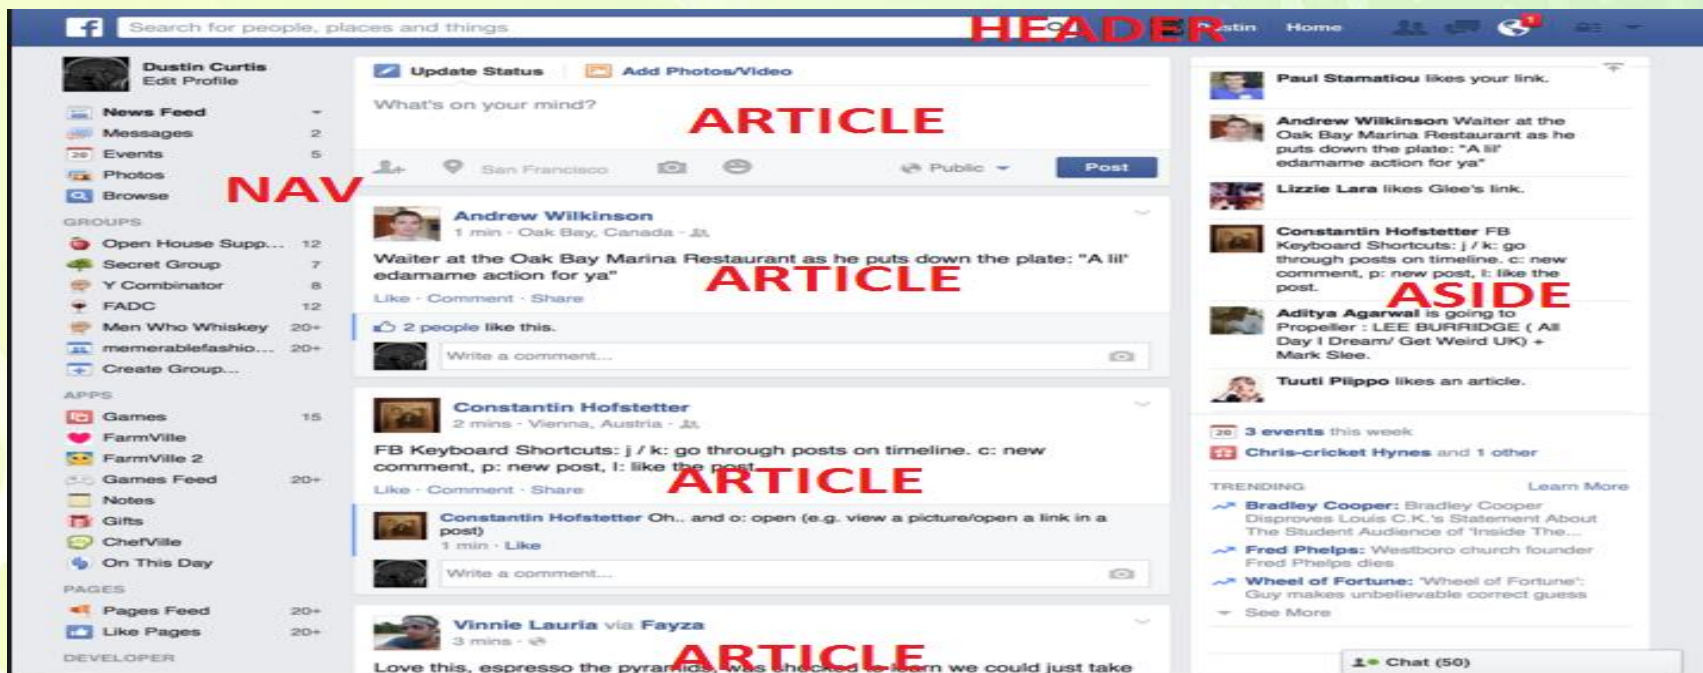 f Search for people, places and things HEADER Home 1
Dustin Curtis
Edit Profile
News Feed
Messages 2
Events 5
Photos
Browse
NAV
GROUPS
Open House Supp... 12
Secret Group 7
Y Combinator 8
FADC 12
Men Who Whiskey 20+
memerablefashio... 20+
Create Group...
APPS
Games 15
FarmVille
FarmVille 2
Games Feed 20+
Notes
Gifts
ChefVille
On This Day
PAGES
Pages Feed 20+
Like Pages 20+
DEVELOPER
Update Status Add Photos/Video
What's on your mind?
ARTICLE
San Francisco Public Post
Andrew Wilkinson
1 min · Oak Bay, Canada ·
Waiter at the Oak Bay Marina Restaurant as he puts down the plate: "A lil'
edamame action for ya"
ARTICLE
Like · Comment · Share
2 people like this.
Write a comment...
Constantin Hofstetter
2 mins · Vienna, Austria ·
FB Keyboard Shortcuts: j / k: go through posts on timeline. c: new
comment, p: new post, l: like the post.
ARTICLE
Like · Comment · Share
Constantin Hofstetter Oh.. and o: open (e.g. view a picture/open a link in a
post)
1 min · Like
Write a comment...
Vinnie Lauria via Fayza
3 mins ·
ARTICLE
Love this, espresso the pyramids, was shocked to learn we could just take
Paul Stamatiou likes your link.
Andrew Wilkinson Waiter at the
Oak Bay Marina Restaurant as he
puts down the plate: "A lil'
edamame action for ya"
Lizzie Lara likes Glee's link.
Constantin Hofstetter FB
Keyboard Shortcuts: j / k: go
through posts on timeline. c: new
comment, p: new post, l: like the
post.
ASIDE
Aditya Agarwal is going to
Propeller : LEE BURRIDGE ( All
Day I Dream/ Get Weird UK) +
Mark Slee.
Tuuti Piippo likes an article.
3 events this week
Chris-cricket Hynes and 1 other
TRENDING Learn More
Bradley Cooper: Bradley Cooper
Disproves Louis C.K.'s Statement About
The Student Audience of 'Inside The...
Fred Phelps: Westboro church founder
Fred Phelps dies
Wheel of Fortune: 'Wheel of Fortune':
Guy makes unbelievable correct guess
See More
Chat (50)